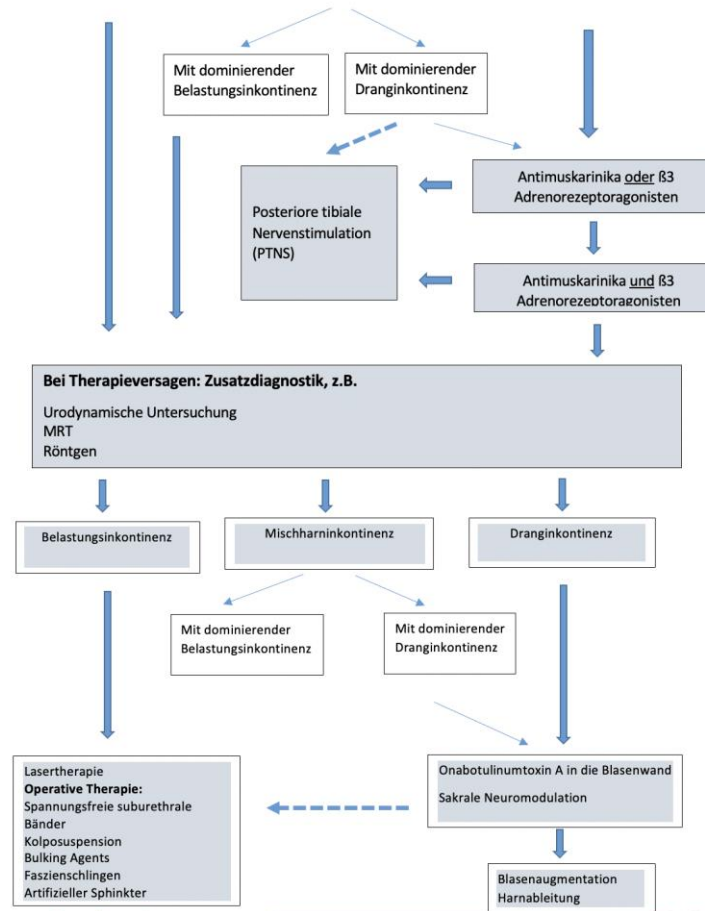 Mit dominierender
Belastungsinkontinenz
Mit dominierender
Dranginkontinenz
Posteriore tibiale
Nervenstimulation
(PTNS)
Antimuskarinika oder ß3
Adrenorezeptoragonisten
Antimuskarinika und ß3
Adrenorezeptoragonisten
Bei Therapieversagen: Zusatzdiagnostik, z.B.
Urodynamische Untersuchung
MRT
Röntgen
Belastungsinkontinenz
Mischharninkontinenz
Dranginkontinenz
Mit dominierender
Belastungsinkontinenz
Mit dominierender
Dranginkontinenz
Lasertherapie
Operative Therapie:
Spannungsfreie suburethrale
Bänder
Kolposuspension
Bulking Agents
Faszienschlingen
Artifizieller Sphinkter
Onabotulinumtoxin A in die Blasenwand
Sakrale Neuromodulation
Blasenaugmentation
Harnableitung